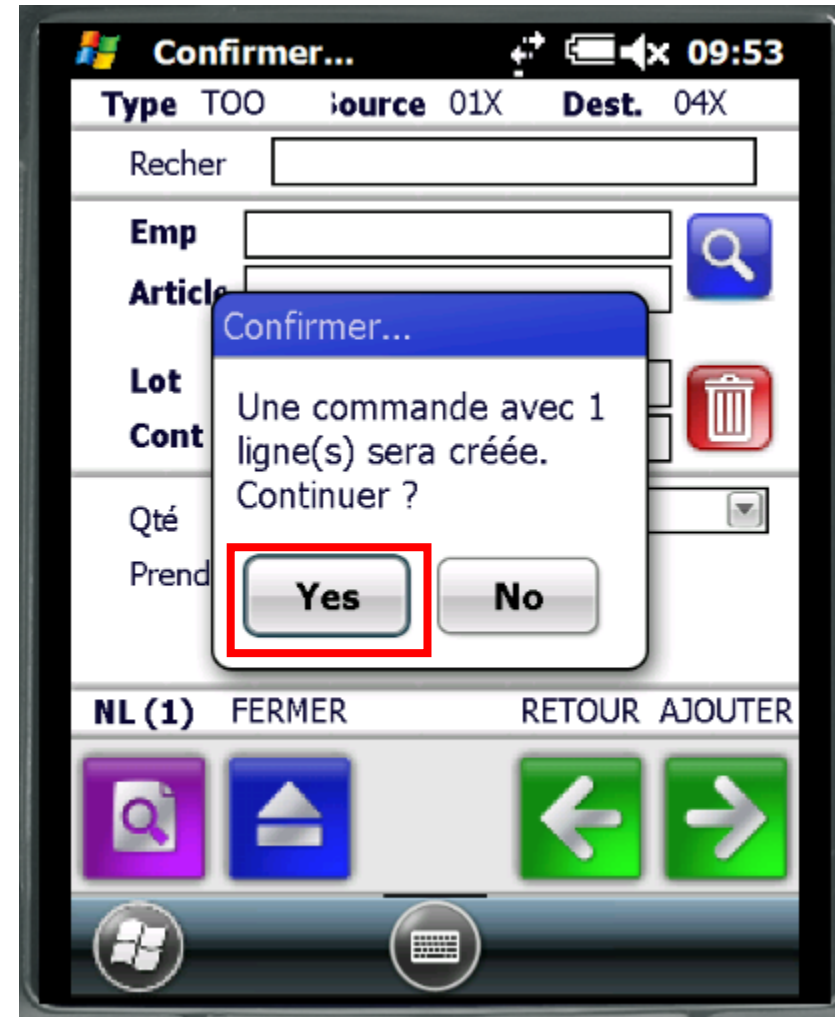 Confirmer... 09:53
Type TOO ource 01X Dest. 04X
Recher
Emp
Article
Confirmer...
Lot
Une commande avec 1
Cont
ligne(s) sera créée.
Continuer ?
Qté
Prend
Yes No
NL (1) FERMER RETOUR AJOUTER